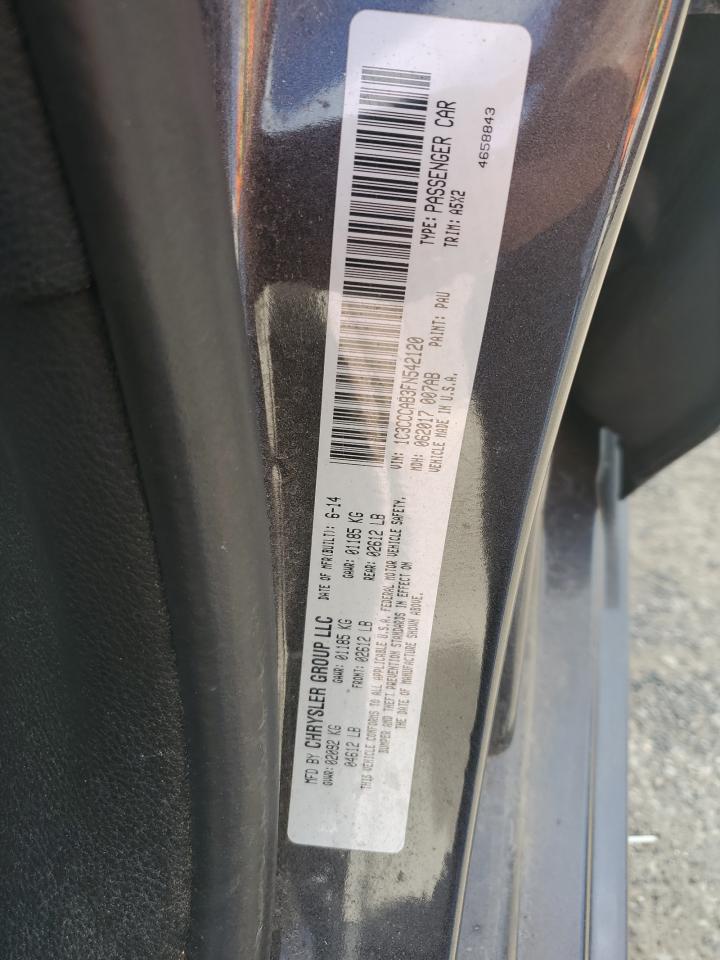 MFD BY CHRYSLER GROUP LLC DATE OF MFR(BUILT): 6-14
GVWR: 02092 KG GAWR: 01185 KG GAWR: 01185 KG
04612 LB FRONT: 02612 LB REAR: 02612 LB
THIS VEHICLE CONFORMS TO ALL APPLICABLE U.S.A. FEDERAL MOTOR VEHICLE SAFETY,
BUMPER AND THEFT PREVENTION STANDARDS IN EFFECT ON
THE DATE OF MANUFACTURE SHOWN ABOVE.
VIN: 1C3CCCAB3FN542120 TYPE: PASSENGER CAR
MDH: 062017 007AB PAINT: PAU TRIM: A5X2
VEHICLE MADE IN U.S.A.
4658843